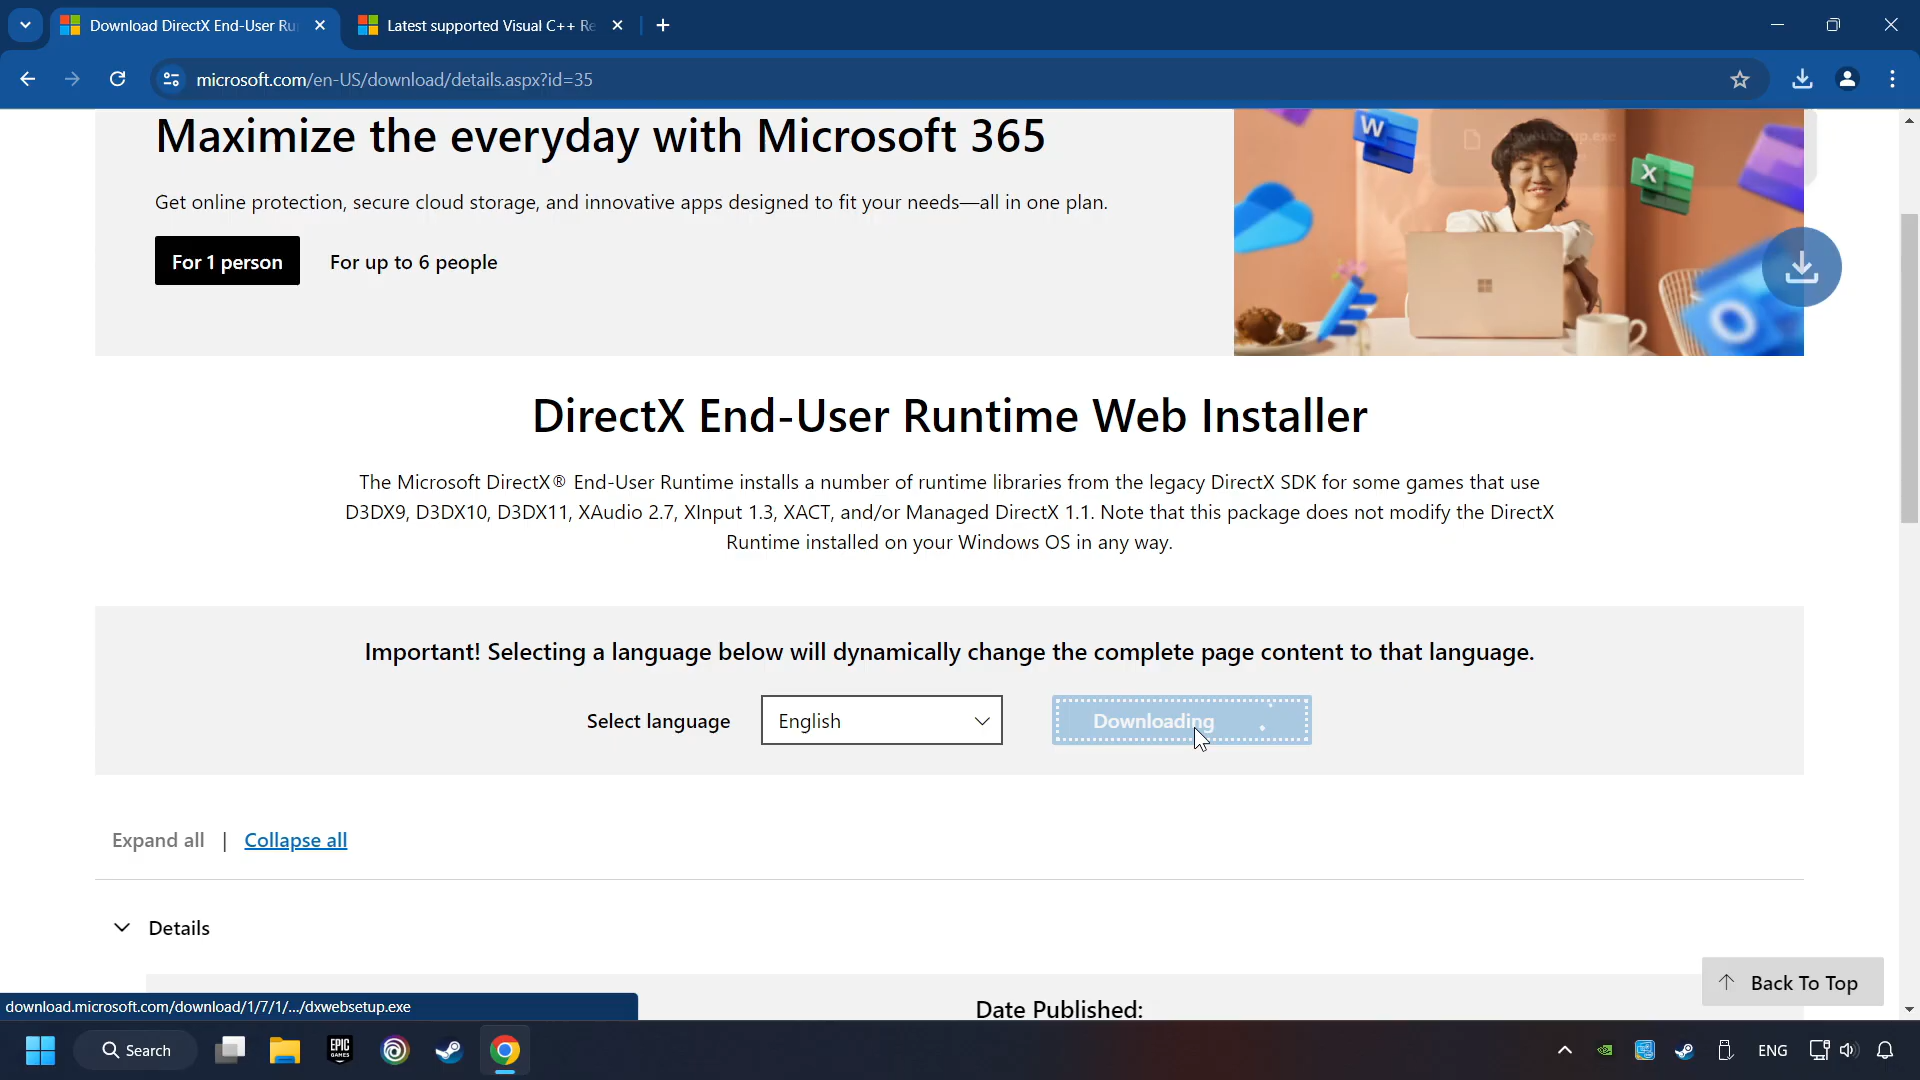 Download DirectX End-User Ru
Latest supported Visual C++ Re
microsoft.com/en-US/download/details.aspx?id=35
Maximize the everyday with Microsoft 365
Get online protection, secure cloud storage, and innovative apps designed to fit your needs—all in one plan.
For 1 person
For up to 6 people
W
X
O
DirectX End-User Runtime Web Installer
The Microsoft DirectX® End-User Runtime installs a number of runtime libraries from the legacy DirectX SDK for some games that use
D3DX9, D3DX10, D3DX11, XAudio 2.7, XInput 1.3, XACT, and/or Managed DirectX 1.1. Note that this package does not modify the DirectX
Runtime installed on your Windows OS in any way.
Important! Selecting a language below will dynamically change the complete page content to that language.
Select language
English
Downloading
Expand all | Collapse all
Details
Back To Top
Date Published:
download.microsoft.com/download/1/7/1/.../dxwebsetup.exe
Search
EPIC
GAMES
ENG